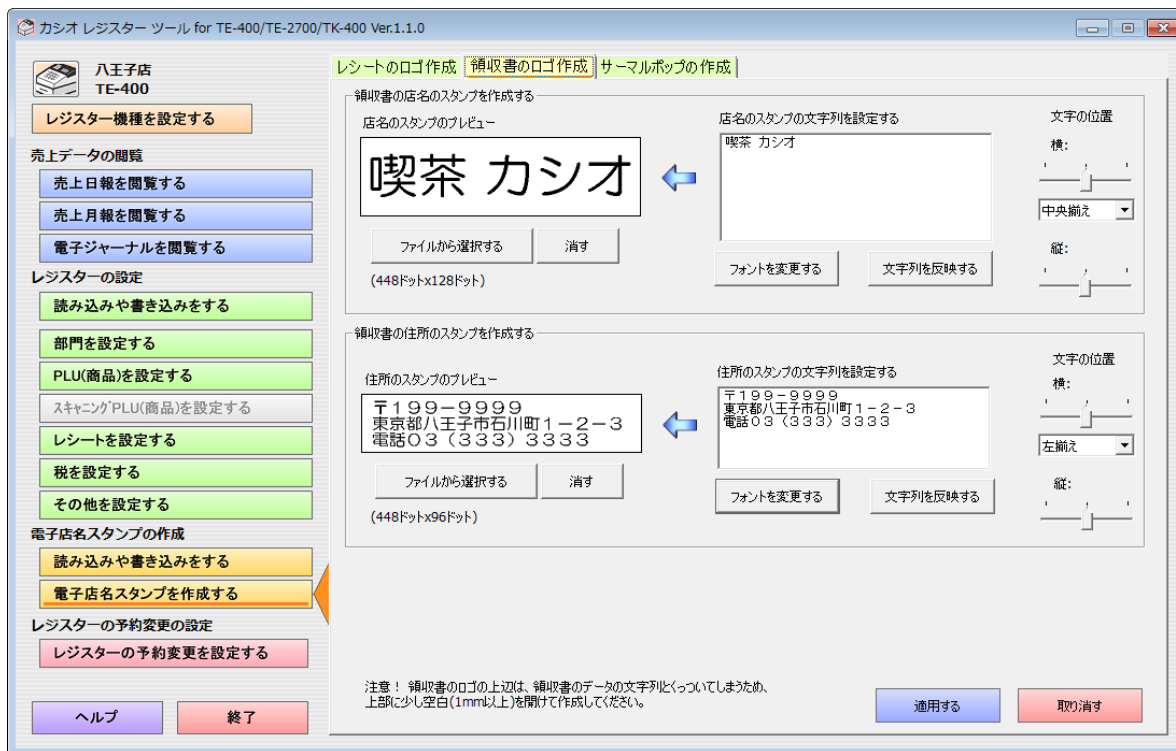 カシオ レジスター ツール for TE-400/TE-2700/TK-400 Ver.1.1.0
八王子店
TE-400
レジスター機種を設定する
売上データの閲覧
売上日報を閲覧する
売上月報を閲覧する
電子ジャーナルを閲覧する
レジスターの設定
読み込みや書き込みをする
部門を設定する
PLU(商品)を設定する
スキャニングPLU(商品)を設定する
レシートを設定する
税を設定する
その他を設定する
電子店名スタンプの作成
読み込みや書き込みをする
電子店名スタンプを作成する
レジスターの予約変更の設定
レジスターの予約変更を設定する
ヘルプ
終了
レシートのロゴ作成
領収書のロゴ作成
サーマルポップの作成
領収書の店名のスタンプを作成する
店名のスタンプのプレビュー
喫茶 カシオ
ファイルから選択する
消す
(448ドットx128ドット)
店名のスタンプの文字列を設定する
喫茶 カシオ
フォントを変更する
文字列を反映する
文字の位置
横:
中央揃え
縦:
領収書の住所のスタンプを作成する
住所のスタンプのプレビュー
〒199-9999
東京都八王子市石川町1-2-3
電話03(333)3333
ファイルから選択する
消す
(448ドットx96ドット)
住所のスタンプの文字列を設定する
〒199-9999
東京都八王子市石川町1-2-3
電話03(333)3333
フォントを変更する
文字列を反映する
文字の位置
横:
左揃え
縦:
注意! 領収書のロゴの上辺は、領収書のデータの文字列とくっついてしまうため、
上部に少し空白(1mm以上)を開けて作成してください。
適用する
取り消す